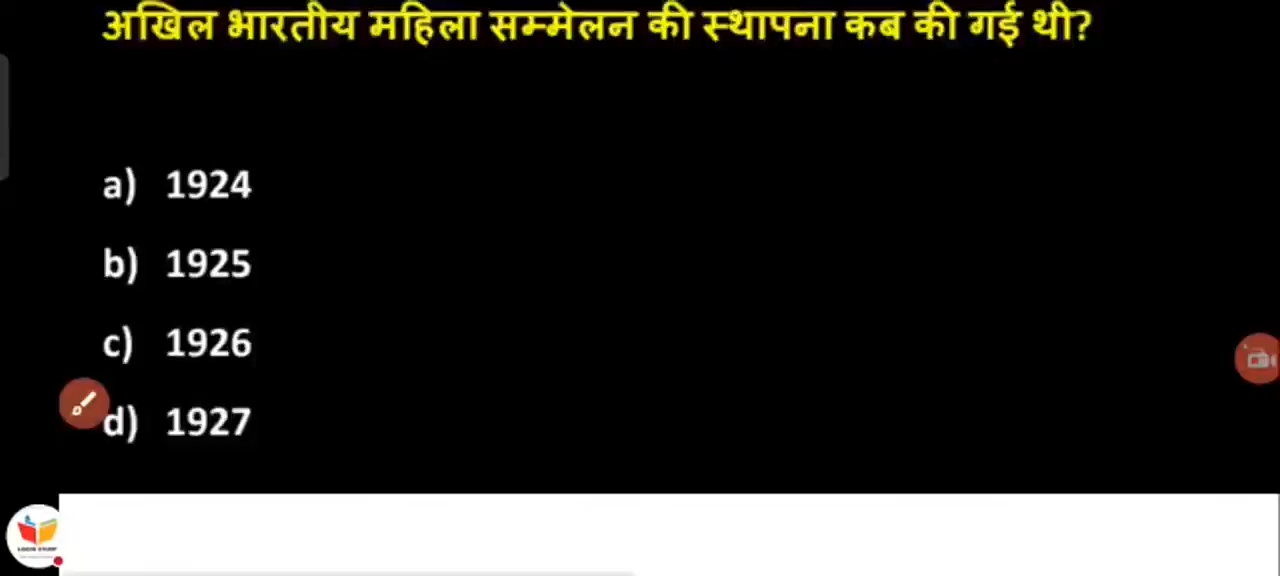 अखिल भारतीय महिला सम्मेलन की स्थापना कब की गई थी?
a) 1924
b) 1925
c) 1926
d) 1927